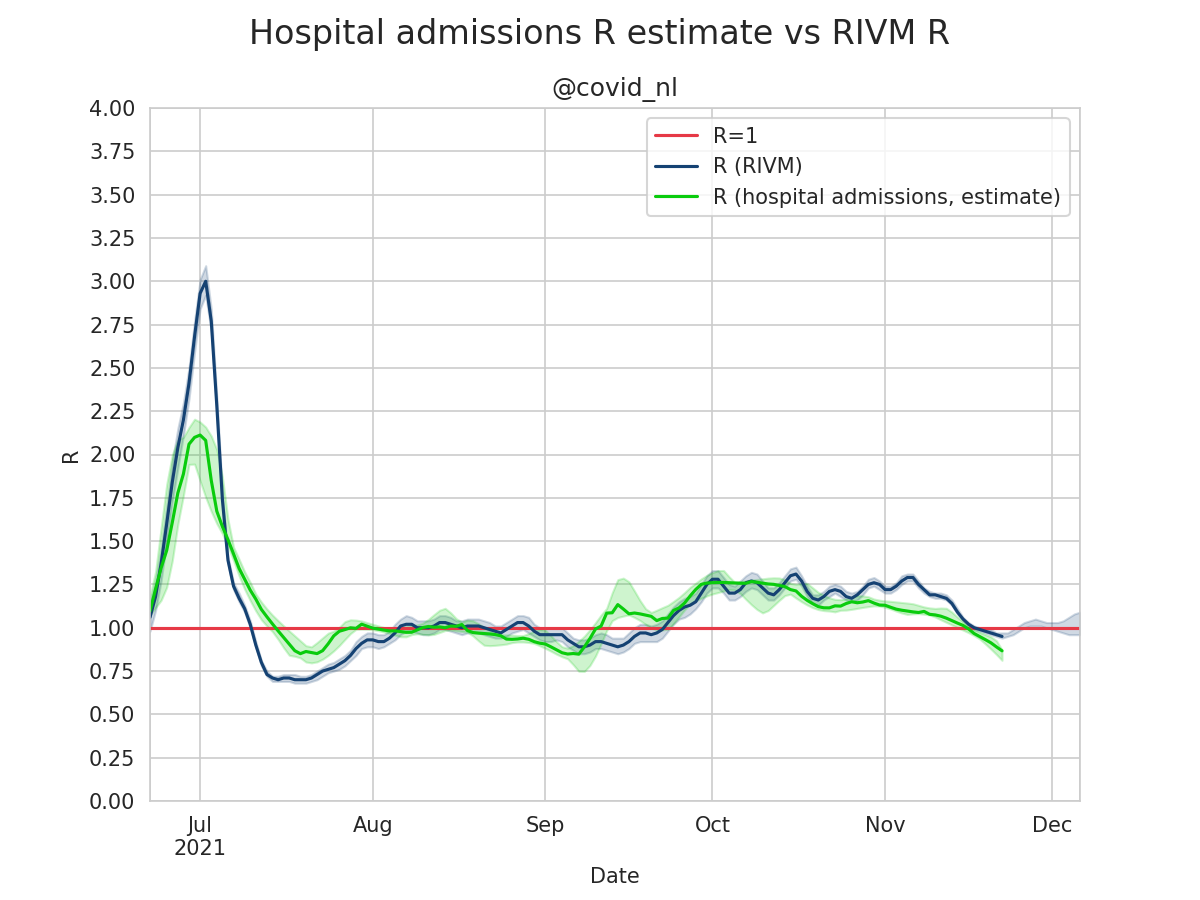 Hospital admissions R estimate vs RIVM R
@covid_nl
R=1
R (RIVM)
R (hospital admissions, estimate)
R
4.00
3.75
3.50
3.25
3.00
2.75
2.50
2.25
2.00
1.75
1.50
1.25
1.00
0.75
0.50
0.25
0.00
Jul Aug Sep Oct Nov Dec
2021
Date